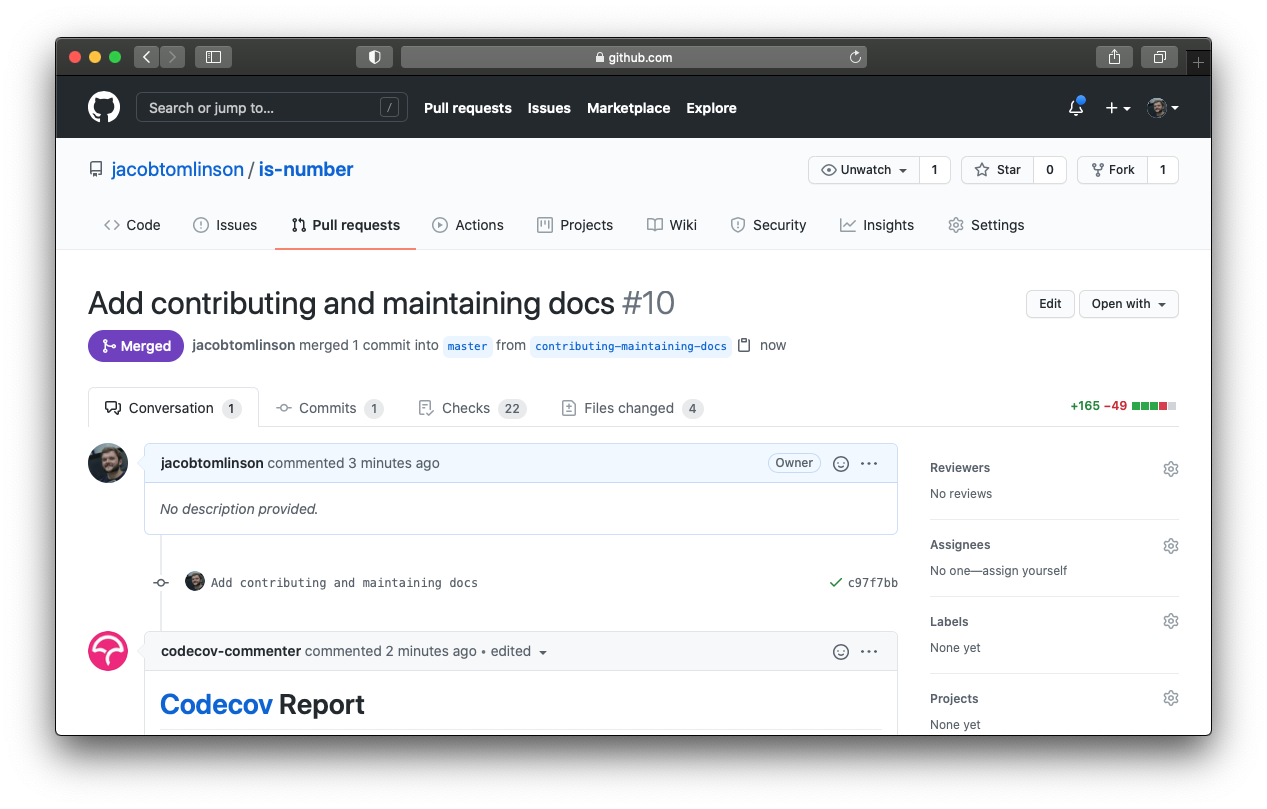 github.com
Search or jump to... / Pull requests Issues Marketplace Explore
jacobtomlinson / is-number Unwatch 1 Star 0 Fork 1
Code Issues Pull requests Actions Projects Wiki Security Insights Settings
Add contributing and maintaining docs #10 Edit Open with
Merged jacobtomlinson merged 1 commit into master from contributing-maintaining-docs now
Conversation 1 Commits 1 Checks 22 Files changed 4 +165 −49
jacobtomlinson commented 3 minutes ago Owner
No description provided.
Add contributing and maintaining docs c97f7bb
codecov-commenter commented 2 minutes ago • edited
Codecov Report
Reviewers
No reviews
Assignees
No one—assign yourself
Labels
None yet
Projects
None yet